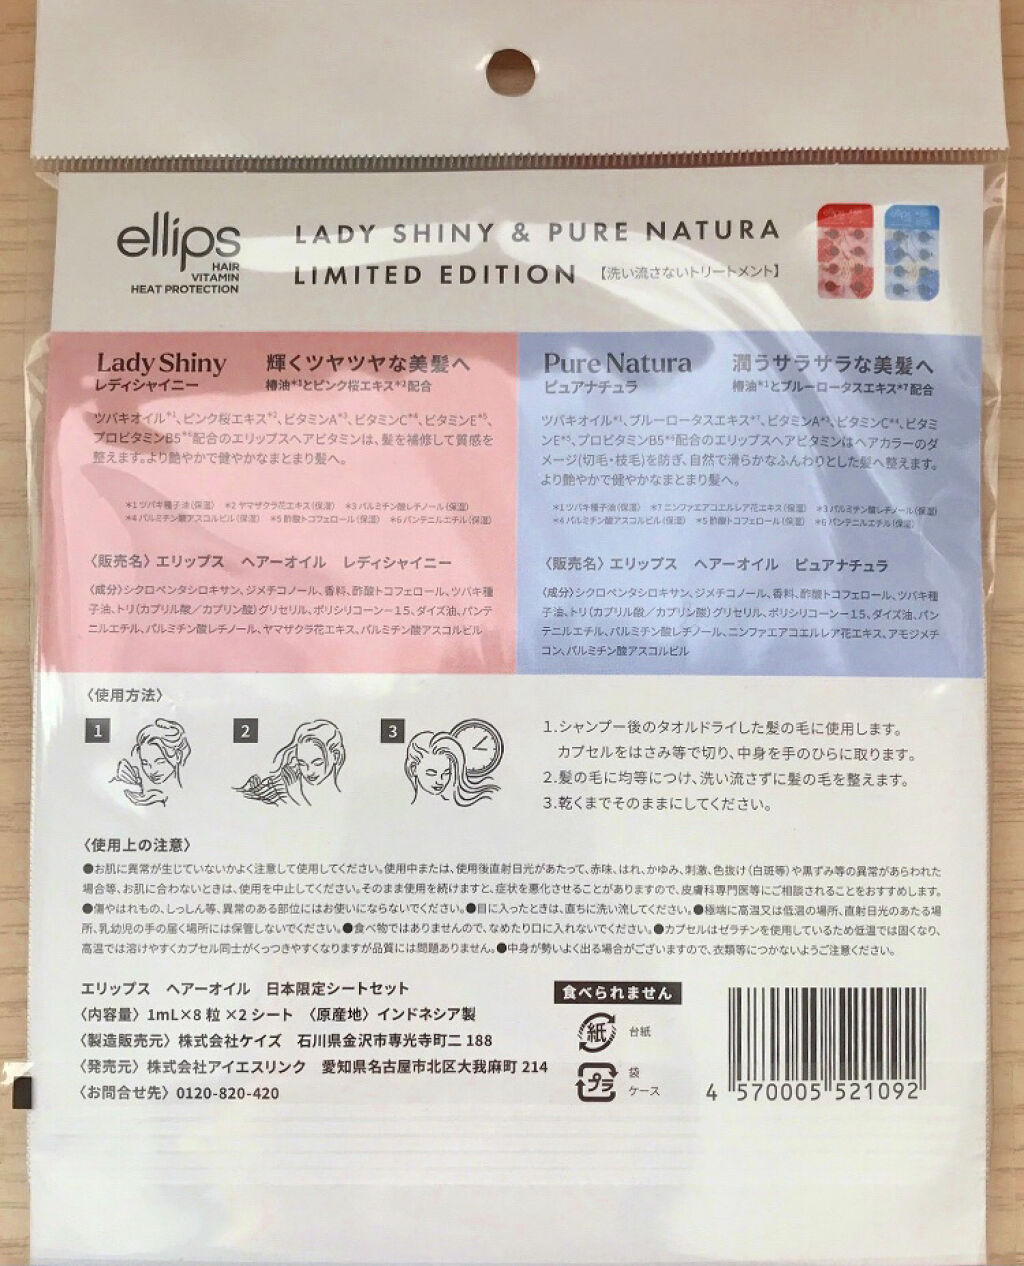 ellips
HAIR
VITAMIN
HEAT PROTECTION
LADY SHINY & PURE NATURA
LIMITED EDITION 【洗い流さないトリートメント】
Lady Shiny 輝くツヤツヤな美髪へ
レディシャイニー 椿油*1とピンク桜エキス*2配合
ツバキオイル*1、ピンク桜エキス*2、ビタミンA*3、ビタミンC*4、ビタミンE*5、
プロビタミンB5*6配合のエリップスヘアビタミンは、髪を補修して質感を
整えます。より艶やかで健やかなまとまり髪へ。
*1 ツバキ種子油(保湿) *2 ヤマザクラ花エキス(保湿) *3 パルミチン酸レチノール(保湿)
*4 パルミチン酸アスコルビル(保湿) *5 酢酸トコフェロール(保湿) *6 パンテニルエチル(保湿)
〈販売名〉エリップス ヘアーオイル レディシャイニー
〈成分〉シクロペンタシロキサン、ジメチコノール、香料、酢酸トコフェロール、ツバキ種
子油、トリ(カプリル酸/カプリン酸)グリセリル、ポリシリコーン-15、ダイズ油、パンテ
ニルエチル、パルミチン酸レチノール、ヤマザクラ花エキス、パルミチン酸アスコルビル
Pure Natura 潤うサラサラな美髪へ
ピュアナチュラ 椿油*1とブルーロータスエキス*7配合
ツバキオイル*1、ブルーロータスエキス*7、ビタミンA*3、ビタミンC*4、ビタミ
ンE*5、プロビタミンB5*6配合のエリップスヘアビタミンはヘアカラーのダ
メージ(切毛・枝毛)を防ぎ、自然で滑らかなふんわりとした髪へ整えます。
より艶やかで健やかなまとまり髪へ。
*1 ツバキ種子油(保湿) *7 ニンファエアコエルレア花エキス(保湿) *3 パルミチン酸レチノール(保湿)
*4 パルミチン酸アスコルビル(保湿) *5 酢酸トコフェロール(保湿) *6 パンテニルエチル(保湿)
〈販売名〉エリップス ヘアーオイル ピュアナチュラ
〈成分〉シクロペンタシロキサン、ジメチコノール、香料、酢酸トコフェロール、ツバキ種
子油、トリ(カプリル酸/カプリン酸)グリセリル、ポリシリコーン-15、ダイズ油、パン
テニルエチル、パルミチン酸レチノール、ニンファエアコエルレア花エキス、アモジメチ
コン、パルミチン酸アスコルビル
〈使用方法〉
1 2 3
1.シャンプー後のタオルドライした髪の毛に使用します。
カプセルをはさみ等で切り、中身を手のひらに取ります。
2.髪の毛に均等につけ、洗い流さずに髪の毛を整えます。
3.乾くまでそのままにしてください。
〈使用上の注意〉
●お肌に異常が生じていないかよく注意して使用してください。使用中または、使用後直射日光があたって、赤味、はれ、かゆみ、刺激、色抜け(白斑等)や黒ずみ等の異常があらわれた
場合等、お肌に合わないときは、使用を中止してください。そのまま使用を続けますと、症状を悪化させることがありますので、皮膚科専門医等にご相談されることをおすすめします。
●傷やはれもの、しっしん等、異常のある部位にはお使いにならないでください。●目に入ったときは、直ちに洗い流してください。●極端に高温又は低温の場所、直射日光のあたる場
所、乳幼児の手の届く場所には保管しないでください。●食べ物ではありませんので、なめたり口に入れないでください。●カプセルはゼラチンを使用しているため低温では固くなり、
高温では溶けやすくカプセル同士がくっつきやすくなりますが品質には問題ありません。●中身が勢いよく出る場合がございますので、衣類等につかないようご注意ください。
エリップス ヘアーオイル 日本限定シートセット
〈内容量〉1mL×8粒×2シート 〈原産地〉インドネシア製
〈製造販売元〉株式会社ケイズ 石川県金沢市専光寺町ニ188
〈発売元〉株式会社アイエスリンク 愛知県名古屋市北区大我麻町214
〈お問合せ先〉0120-820-420
食べられません
紙 台紙
プラ 袋
ケース
4 570005 521092